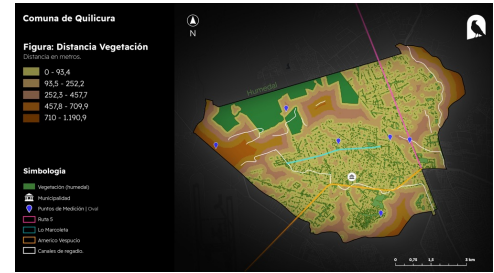 Comuna de Quilicura
Figura: Distancia Vegetación
Distancia en metros.
0 - 93,4
93,5 - 252,2
252,3 - 457,7
457,8 - 709,9
710 - 1.190,9
Simbología
Vegetación (humedal)
Municipalidad
Puntos de Medición | Oval
Ruta 5
Lo Marcoleta
Americo Vespucio
Canales de regadío.
N
Humedal
0 0,75 1,5 3 km